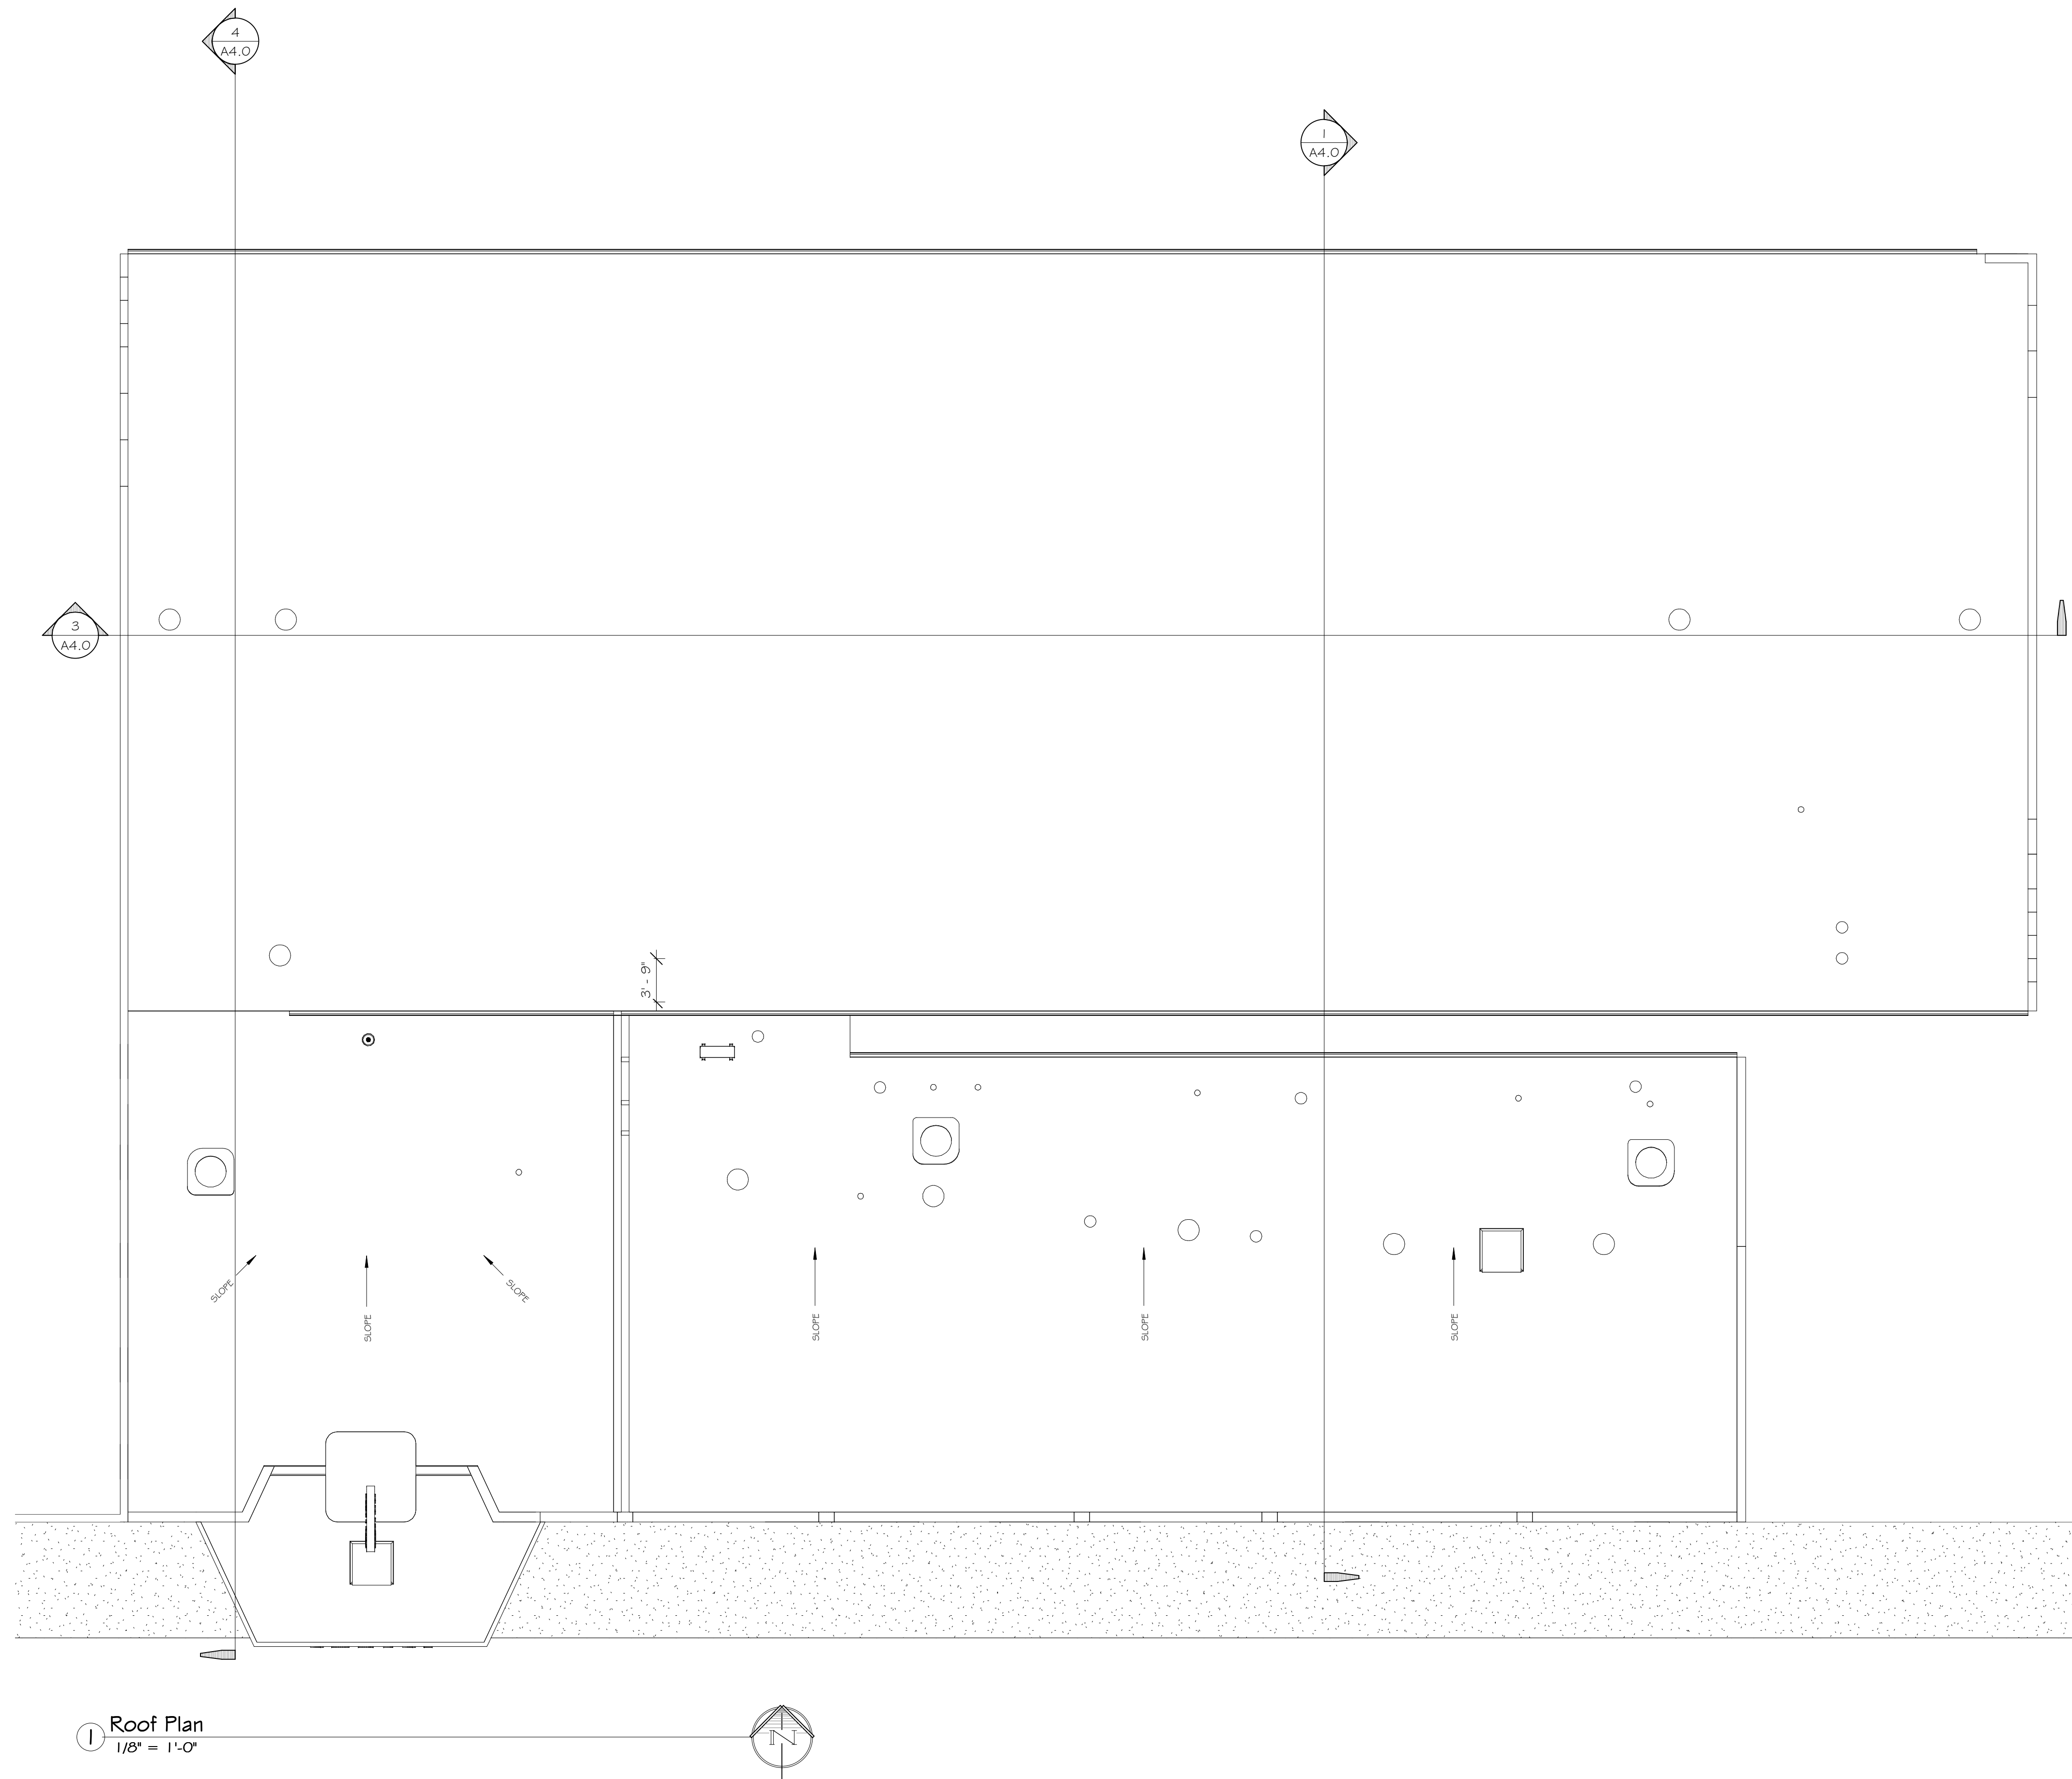 4
A4.0
1
A4.0
3
A4.0
3' - 9"
SLOPE
SLOPE
SLOPE
SLOPE
SLOPE
SLOPE
1
Roof Plan
1/8" = 1'-0"
N